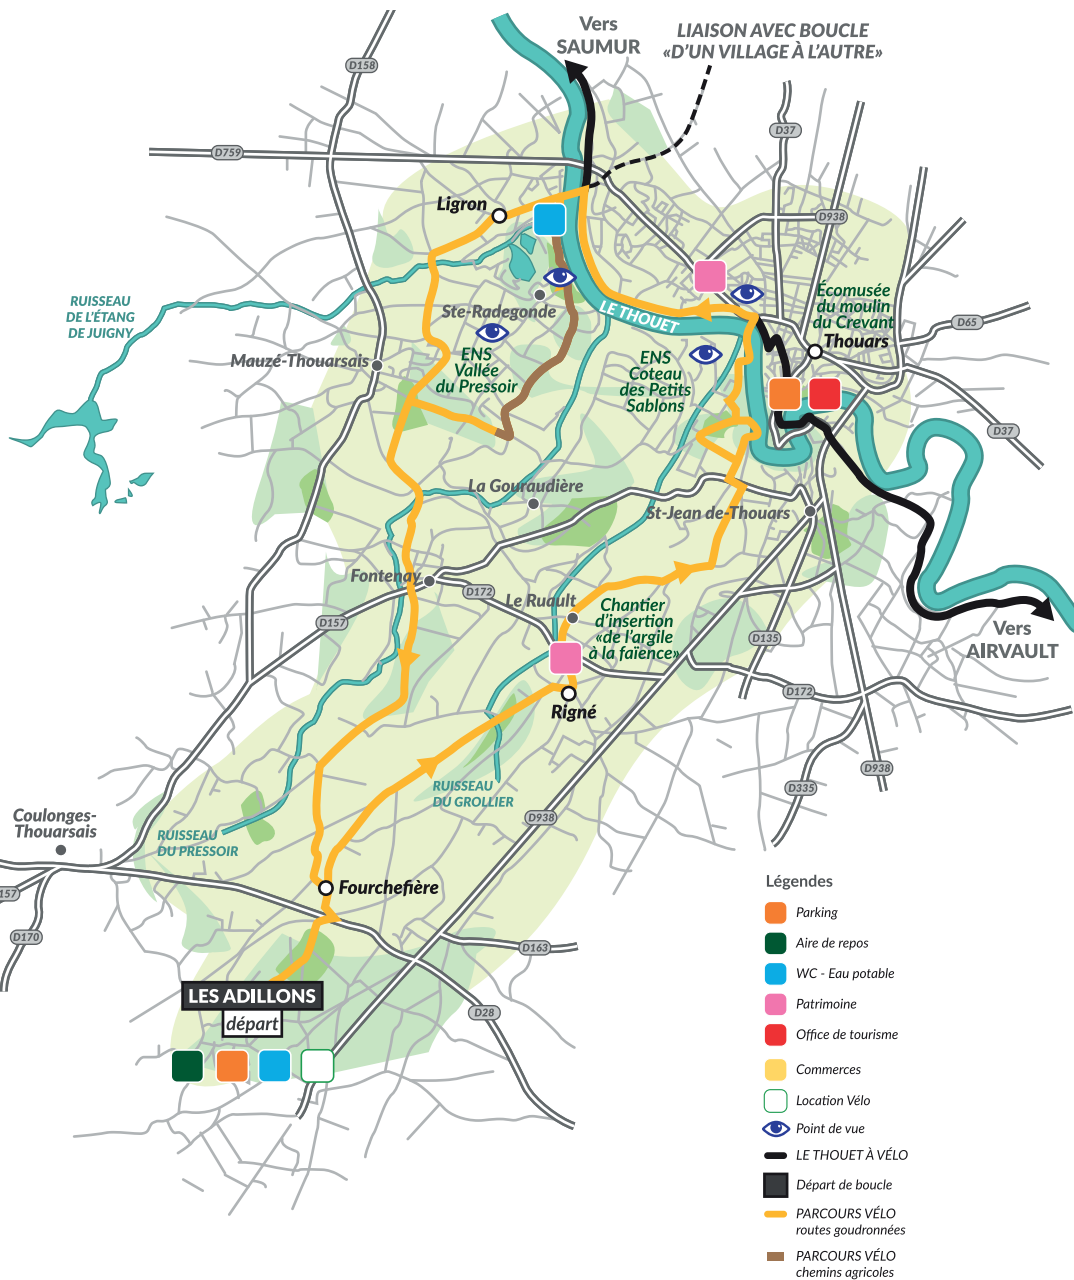 Vers
SAUMUR
LIAISON AVEC BOUCLE
«D'UN VILLAGE À L'AUTRE»
D158
D37
D759
Ligron
D938
RUISSEAU
DE L'ÉTANG
DE JUIGNY
Ste-Radegonde
LE THOUET
Écomusée
du moulin
du Crevant
Thouars
D65
Mauzé-Thouarsais
ENS
Vallée
du Pressoir
ENS
Coteau
des Petits
Sablons
D37
La Gouraudière
St-Jean de-Thouars
Fontenay
D172
Le Ruault
Chantier
d'insertion
«de l'argile
à la faïence»
D157
D135
Vers
AIRVAULT
D172
Rigné
RUISSEAU
DU GROLLIER
D938
D335
D938
Coulonges-
Thouarsais
RUISSEAU
DU PRESSOIR
157
Fourchefière
D170
D163
LES ADILLONS
départ
D28
Légendes
Parking
Aire de repos
WC - Eau potable
Patrimoine
Office de tourisme
Commerces
Location Vélo
Point de vue
LE THOUET À VÉLO
Départ de boucle
PARCOURS VÉLO
routes goudronnées
PARCOURS VÉLO
chemins agricoles